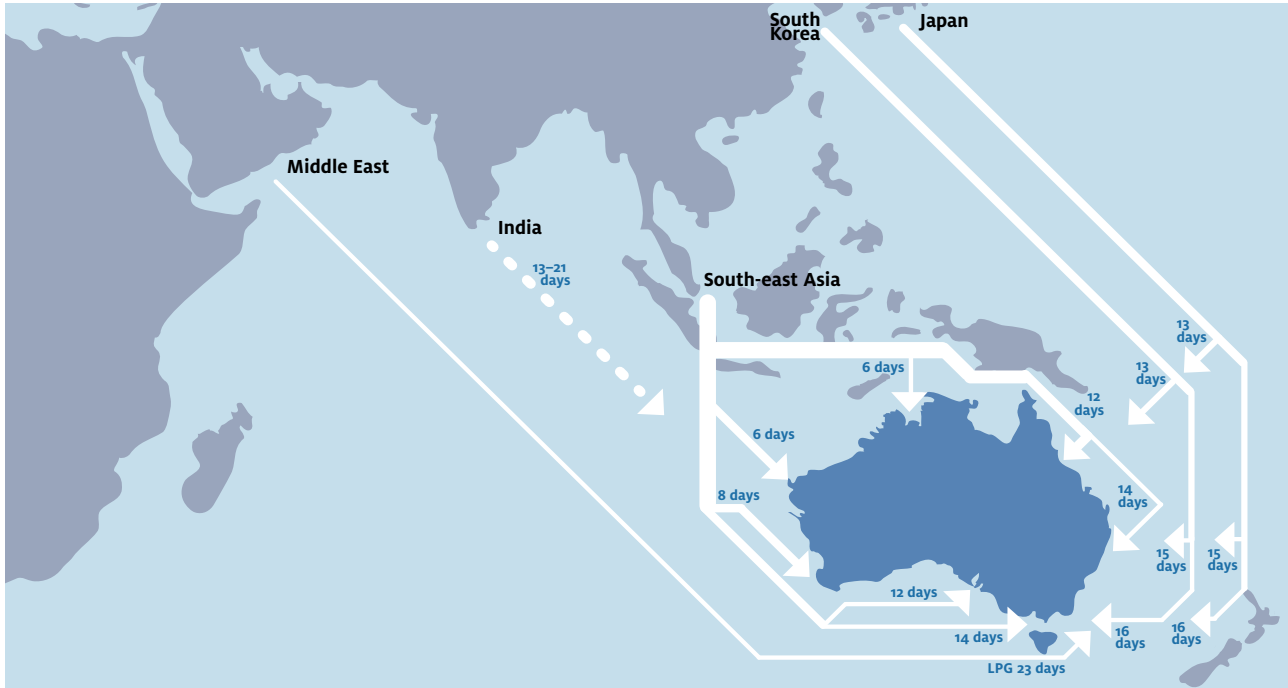 South
Korea
Japan
Middle East
India
13–21
days
South-east Asia
13
days
6 days
13
days
12
days
6 days
8 days
14
days
15
days
15
days
12 days
14 days
16
days
16
days
LPG 23 days